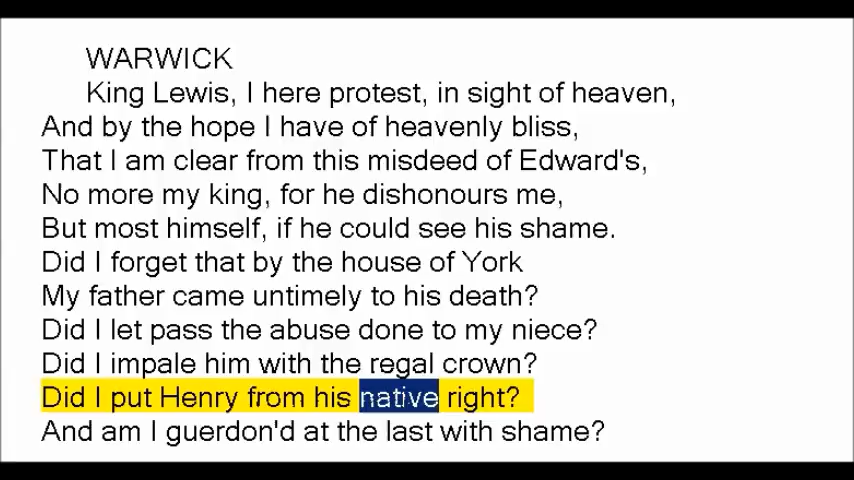 WARWICK
King Lewis, I here protest, in sight of heaven,
And by the hope I have of heavenly bliss,
That I am clear from this misdeed of Edward's,
No more my king, for he dishonours me,
But most himself, if he could see his shame.
Did I forget that by the house of York
My father came untimely to his death?
Did I let pass the abuse done to my niece?
Did I impale him with the regal crown?
Did I put Henry from his native right?
And am I guerdon'd at the last with shame?